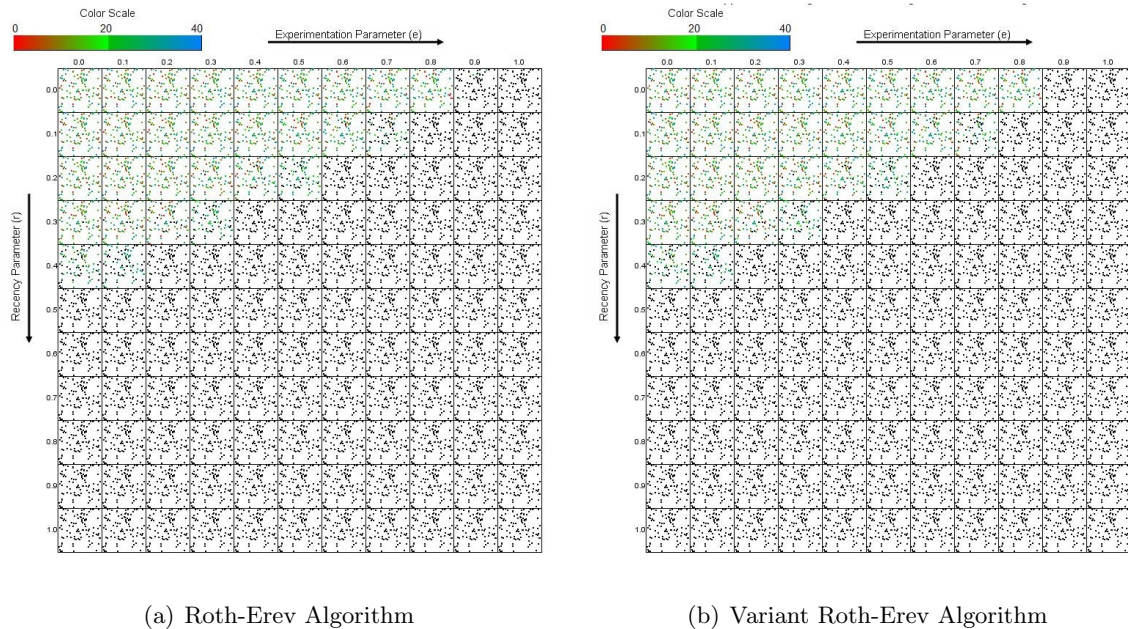 Color Scale
0 20 40
Experimentation Parameter (e)
0.0 0.1 0.2 0.3 0.4 0.5 0.6 0.7 0.8 0.9 1.0
Recency Parameter (r)
0.0
0.1
0.2
0.3
0.4
0.5
0.6
0.7
0.8
0.9
1.0
(a) Roth-Erev Algorithm
Color Scale
0 20 40
Experimentation Parameter (e)
0.0 0.1 0.2 0.3 0.4 0.5 0.6 0.7 0.8 0.9 1.0
Recency Parameter (r)
0.0
0.1
0.2
0.3
0.4
0.5
0.6
0.7
0.8
0.9
1.0
(b) Variant Roth-Erev Algorithm